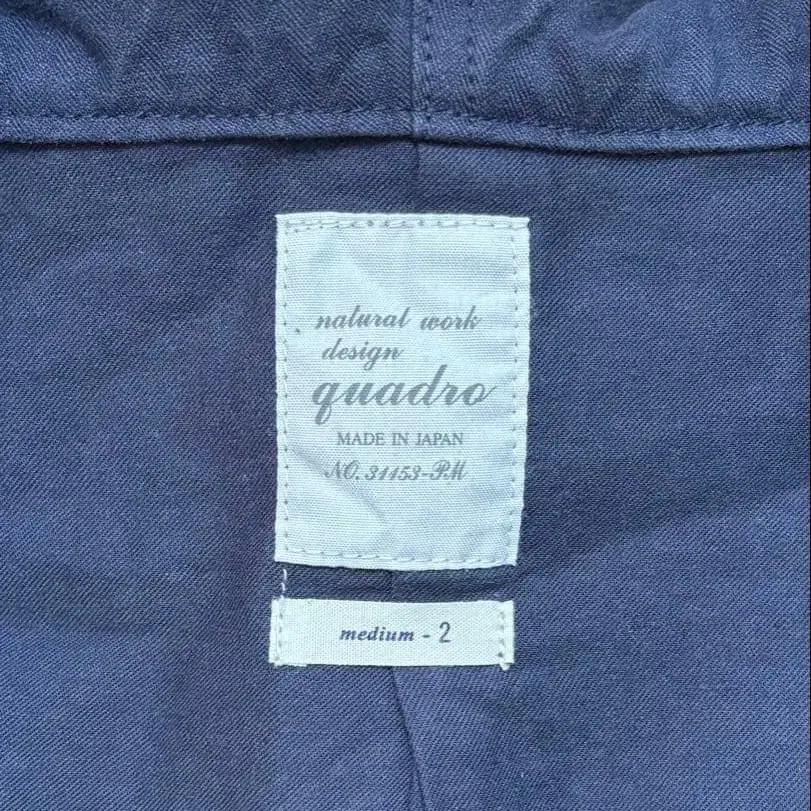 natural work
design
quadro
MADE IN JAPAN
NO. 31153-PM
medium - 2